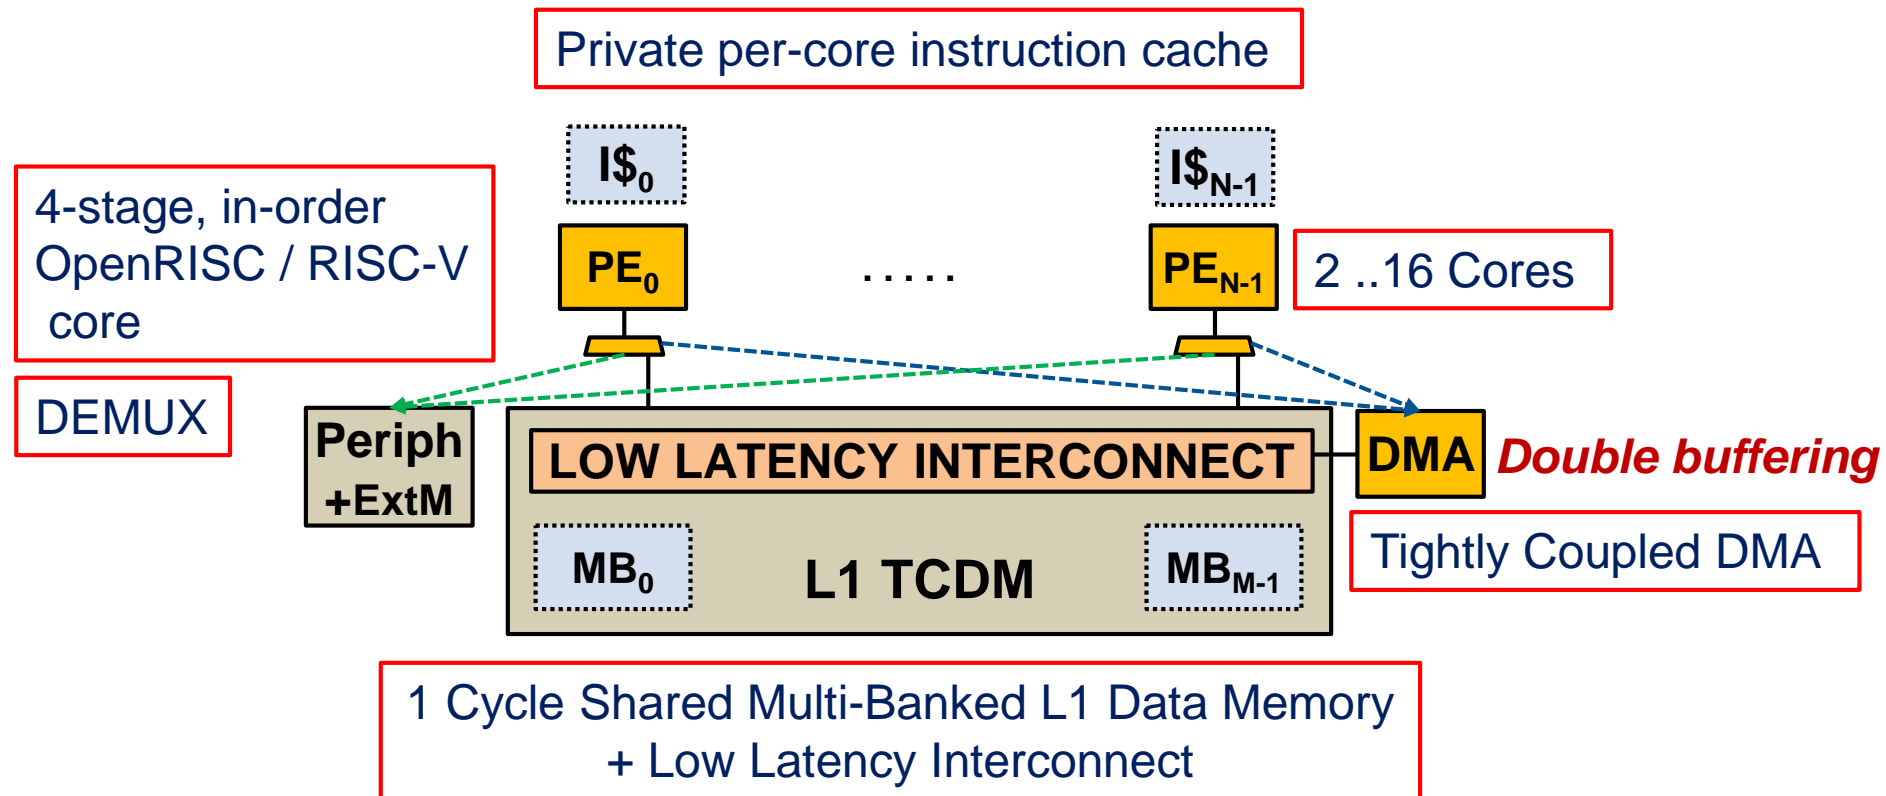 Private per-core instruction cache
I$0
I$N-1
4-stage, in-order
OpenRISC / RISC-V
core
PE0
.....
PEN-1
2 ..16 Cores
DEMUX
Periph
+ExtM
LOW LATENCY INTERCONNECT
DMA
Double buffering
MB0
L1 TCDM
MBM-1
Tightly Coupled DMA
1 Cycle Shared Multi-Banked L1 Data Memory
+ Low Latency Interconnect